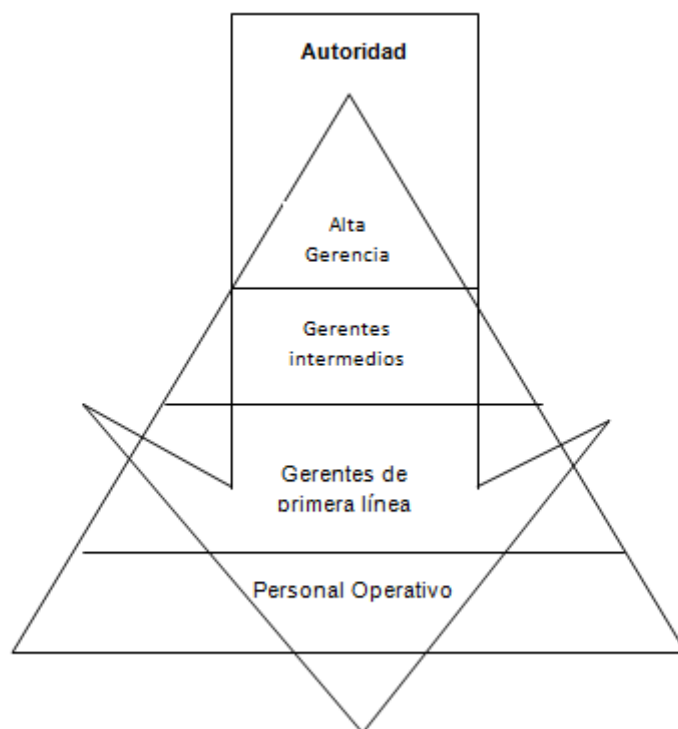 Autoridad
Alta
Gerencia
Gerentes
intermedios
Gerentes de
primera línea
Personal Operativo